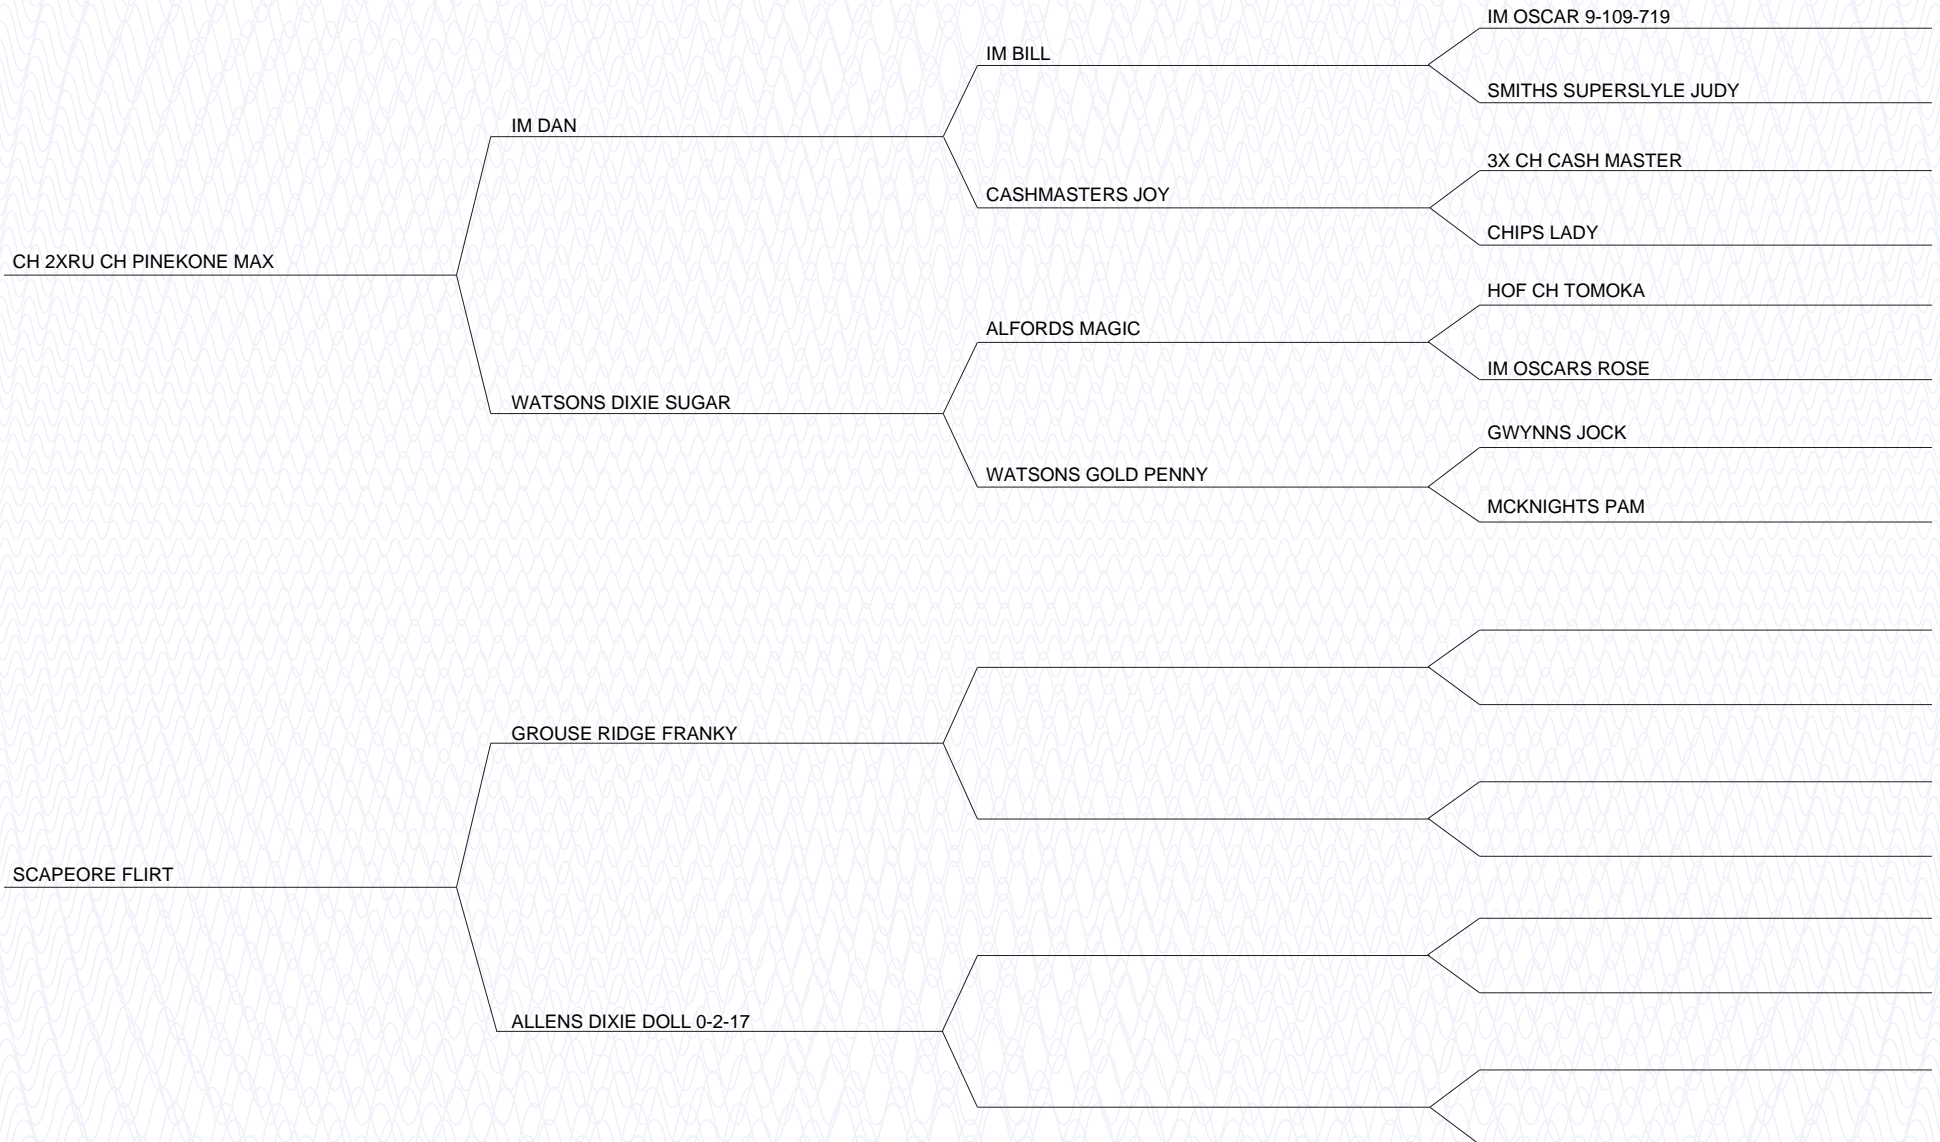 IM OSCAR 9-109-719
IM BILL
SMITHS SUPERSLYLE JUDY
IM DAN
3X CH CASH MASTER
CASHMASTERS JOY
CHIPS LADY
CH 2XRU CH PINEKONE MAX
HOF CH TOMOKA
ALFORDS MAGIC
IM OSCARS ROSE
WATSONS DIXIE SUGAR
GWYNNS JOCK
WATSONS GOLD PENNY
MCKNIGHTS PAM
GROUSE RIDGE FRANKY
SCAPEORE FLIRT
ALLENS DIXIE DOLL 0-2-17